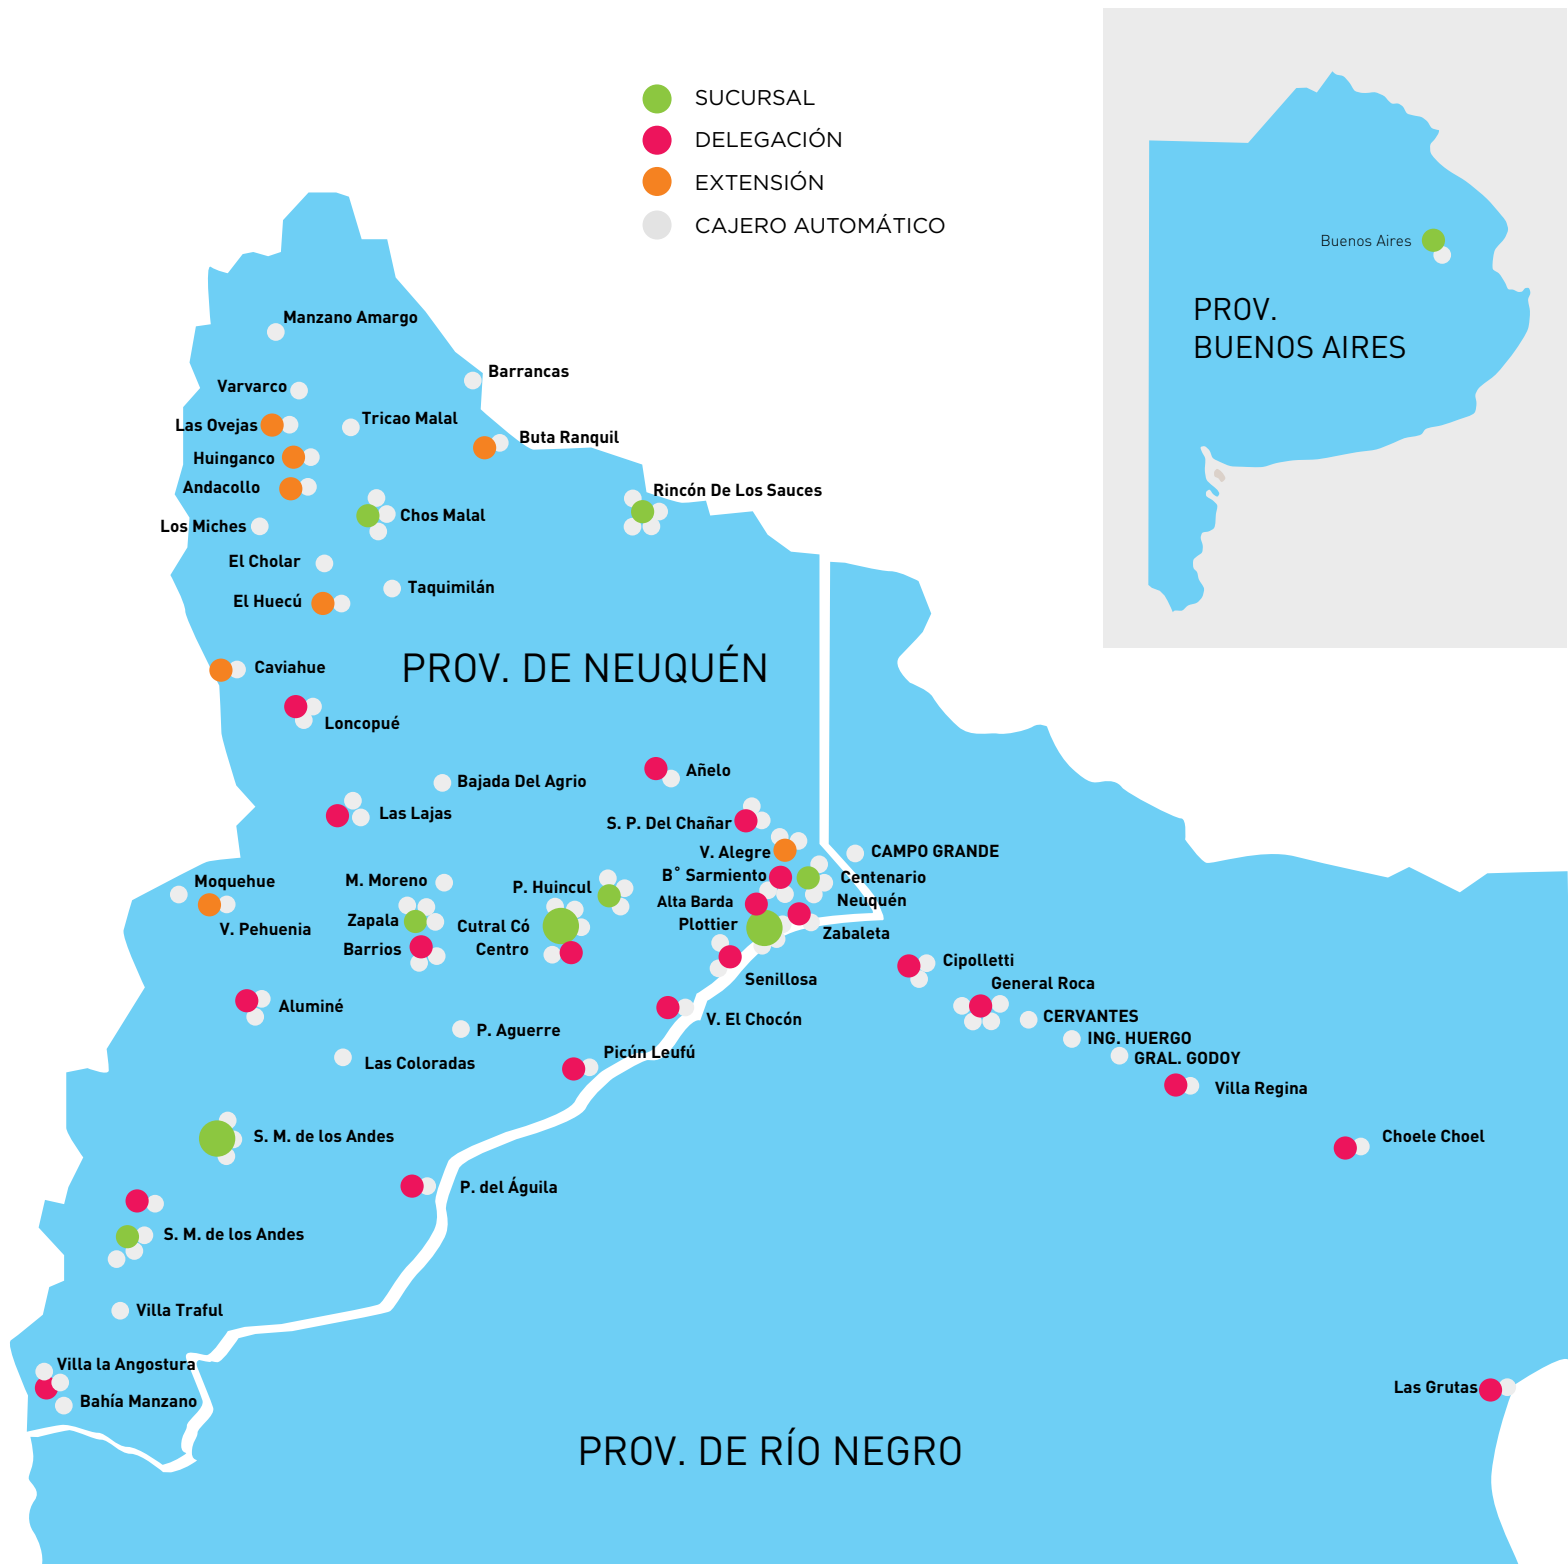 SUCURSAL
DELEGACIÓN
EXTENSIÓN
CAJERO AUTOMÁTICO
Buenos Aires
PROV.
BUENOS AIRES
Manzano Amargo
Barrancas
Varvarco
Tricao Malal
Las Ovejas
Buta Ranquil
Huinganco
Andacollo
Rincón De Los Sauces
Chos Malal
Los Miches
El Cholar
Taquimilán
El Huecú
Caviahue
PROV. DE NEUQUÉN
Loncopué
Añelo
Bajada Del Agrio
Las Lajas
S. P. Del Chañar
V. Alegre
CAMPO GRANDE
B° Sarmiento
Centenario
Moquehue
M. Moreno
P. Huincul
Alta Barda
Neuquén
Zapala
Cutral Có
Plottier
V. Pehuenia
Zabaleta
Barrios
Centro
Cipolletti
Senillosa
General Roca
Aluminé
V. El Chocón
CERVANTES
P. Aguerre
ING. HUERGO
Picún Leufú
GRAL. GODOY
Las Coloradas
Villa Regina
S. M. de los Andes
Choele Choel
P. del Águila
S. M. de los Andes
Villa Traful
Villa la Angostura
Las Grutas
Bahía Manzano
PROV. DE RÍO NEGRO